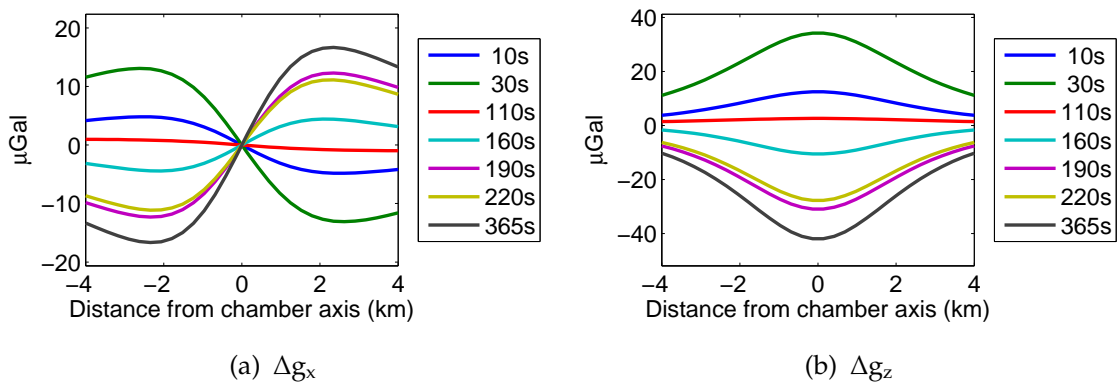 20
10
0
−10
−20
µGal
−4 −2 0 2 4
Distance from chamber axis (km)
10s
30s
110s
160s
190s
220s
365s
(a) Δgx
40
20
0
−20
−40
µGal
−4 −2 0 2 4
Distance from chamber axis (km)
10s
30s
110s
160s
190s
220s
365s
(b) Δgz